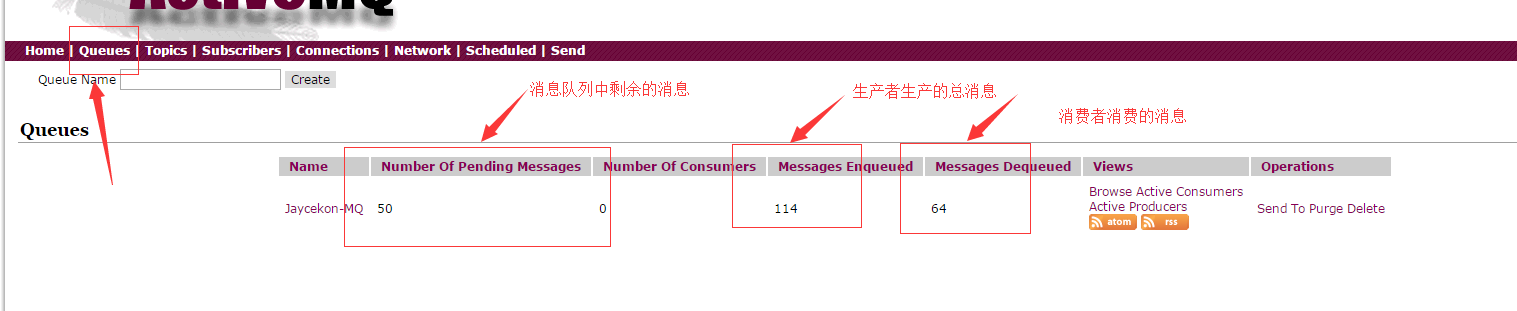 ActiveMQ
Home | Queues | Topics | Subscribers | Connections | Network | Scheduled | Send
Queue Name Create
消息队列中剩余的消息
生产者生产的总消息
消费者消费的消息
Queues
Name Number Of Pending Messages Number Of Consumers Messages Enqueued Messages Dequeued Views Operations
Browse Active Consumers
Jaycekon-MQ 50 0 114 64 Active Producers Send To Purge Delete
atom rss